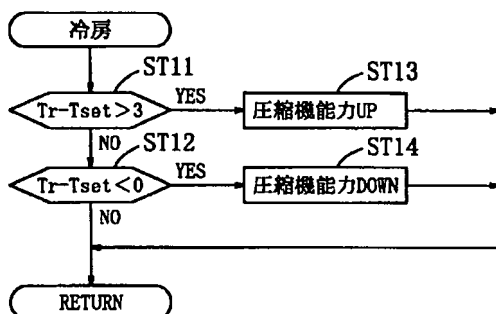 冷房
ST11
Tr-Tset>3
YES
ST13
圧縮機能力UP
NO
ST12
Tr-Tset<0
YES
ST14
圧縮機能力DOWN
NO
RETURN